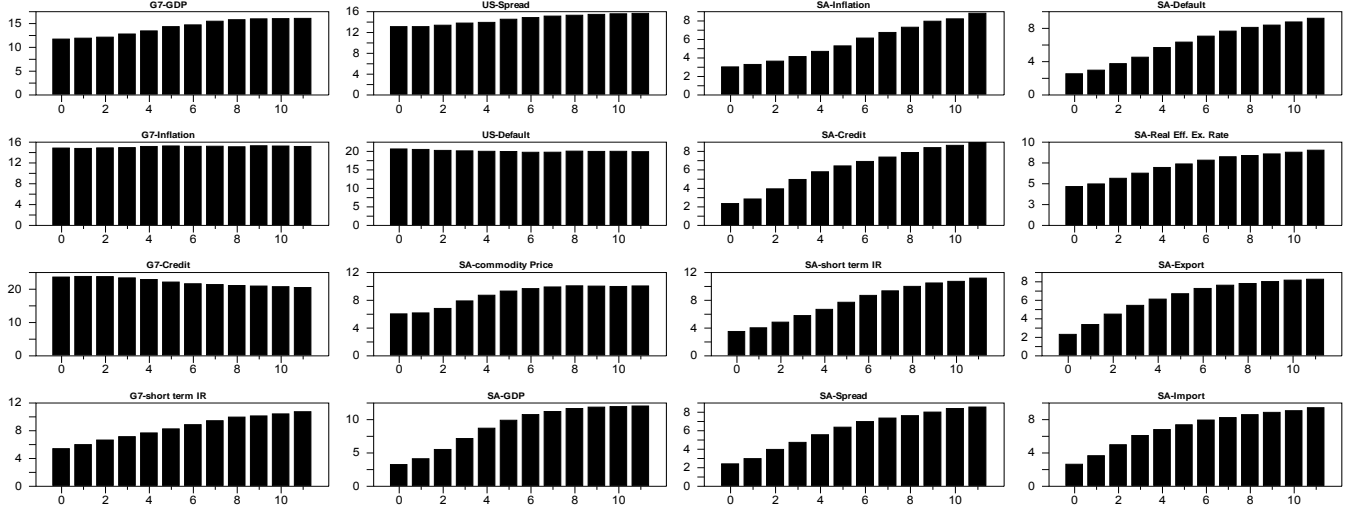 G7-GDP
15
10
5
0
0 2 4 6 8 10
US-Spread
16
12
8
4
0
0 2 4 6 8 10
SA-Inflation
8
6
4
2
0
0 2 4 6 8 10
SA-Default
8
4
0
0 2 4 6 8 10
G7-Inflation
16
12
8
4
0
0 2 4 6 8 10
US-Default
20
15
10
5
0
0 2 4 6 8 10
SA-Credit
8
6
4
2
0
0 2 4 6 8 10
SA-Real Eff. Ex. Rate
10
8
5
3
0
0 2 4 6 8 10
G7-Credit
20
10
0
0 2 4 6 8 10
SA-commodity Price
12
8
4
0
0 2 4 6 8 10
SA-short term IR
12
8
4
0
0 2 4 6 8 10
SA-Export
8
6
4
2
0
0 2 4 6 8 10
G7-short term IR
12
8
4
0
0 2 4 6 8 10
SA-GDP
10
5
0
0 2 4 6 8 10
SA-Spread
8
6
4
2
0
0 2 4 6 8 10
SA-Import
8
4
0
0 2 4 6 8 10